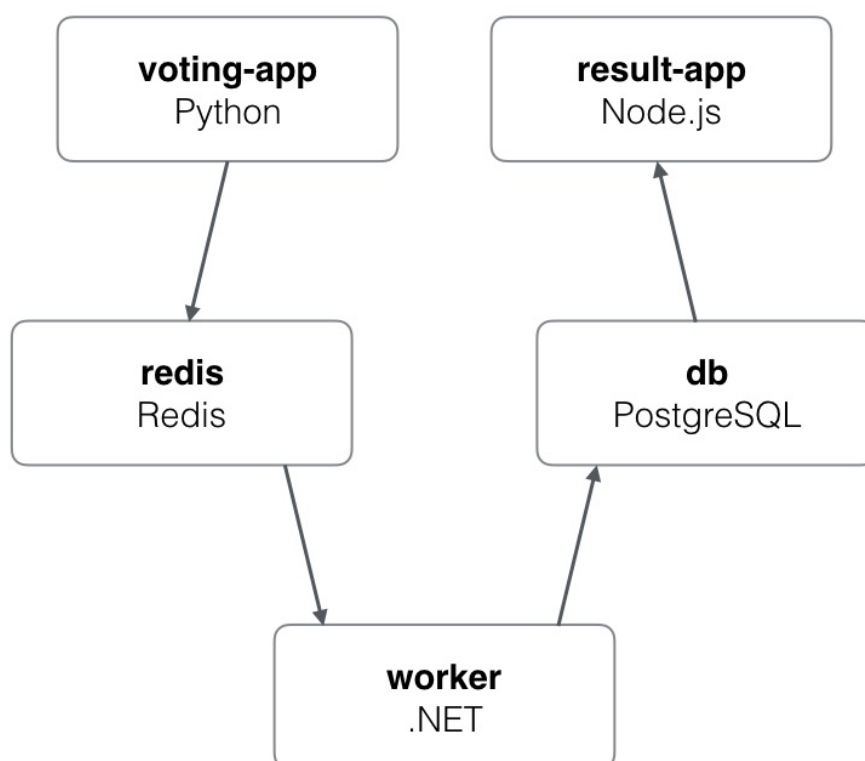 voting-app
Python
result-app
Node.js
redis
Redis
db
PostgreSQL
worker
.NET